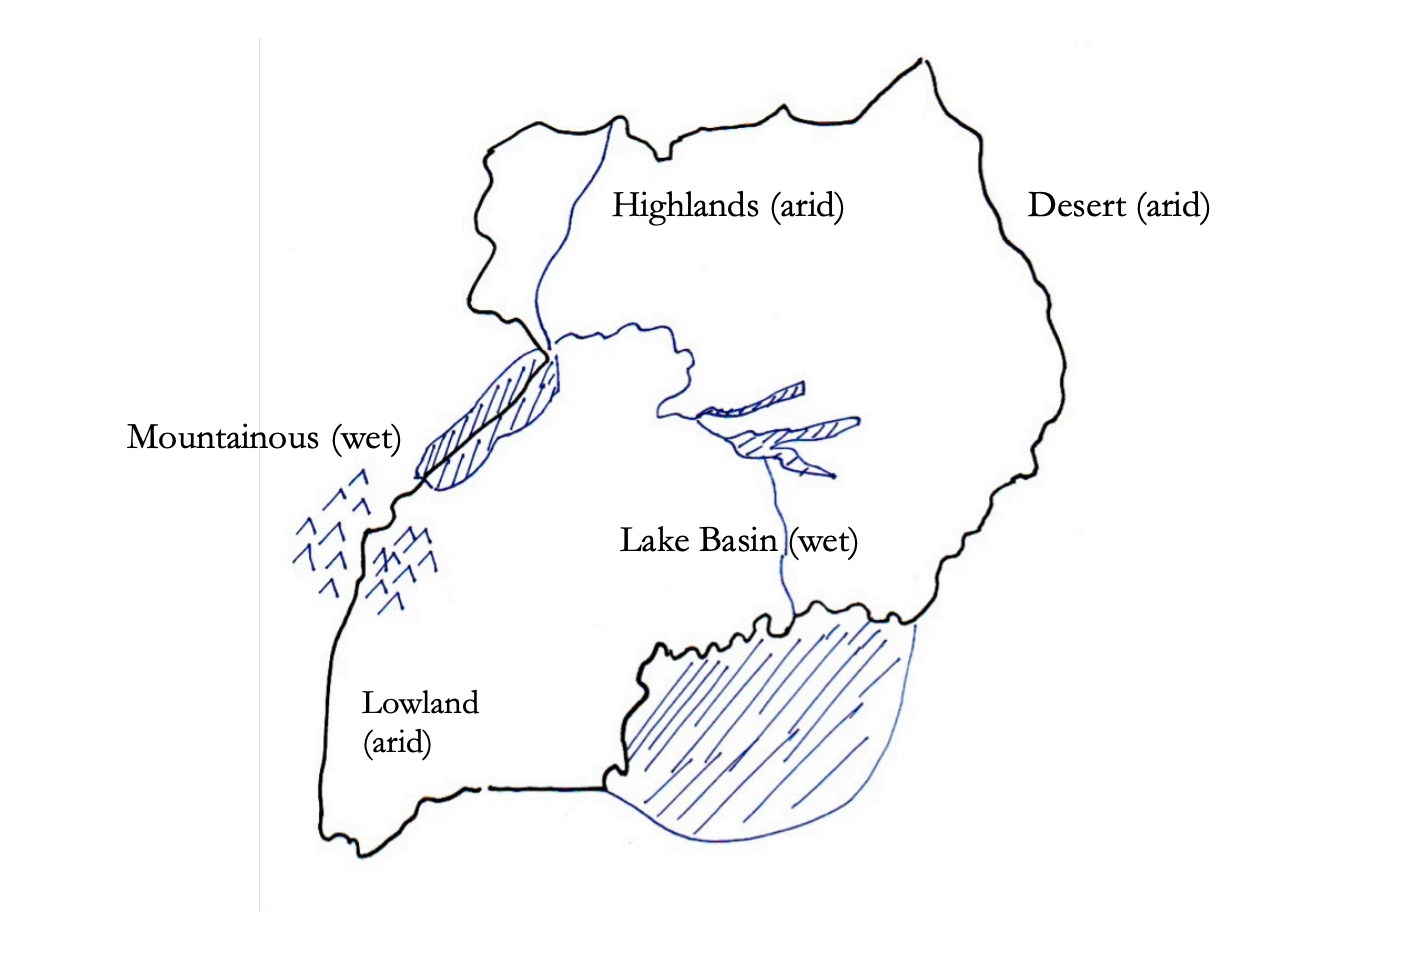 Highlands (arid)
Desert (arid)
Mountainous (wet)
Lake Basin (wet)
Lowland
(arid)